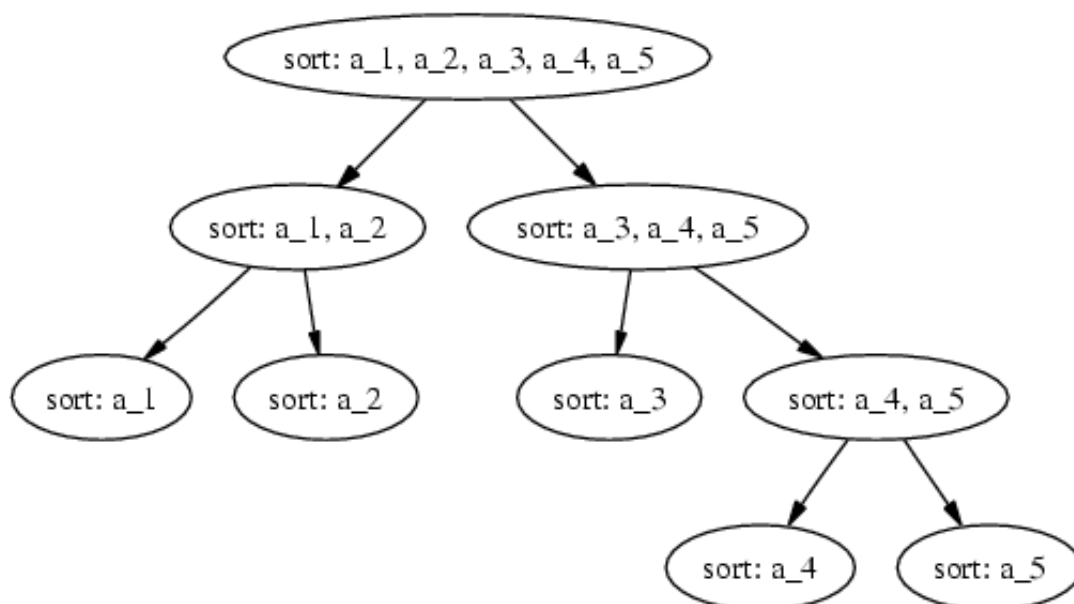 sort: a_1, a_2, a_3, a_4, a_5
sort: a_1, a_2
sort: a_3, a_4, a_5
sort: a_1
sort: a_2
sort: a_3
sort: a_4, a_5
sort: a_4
sort: a_5